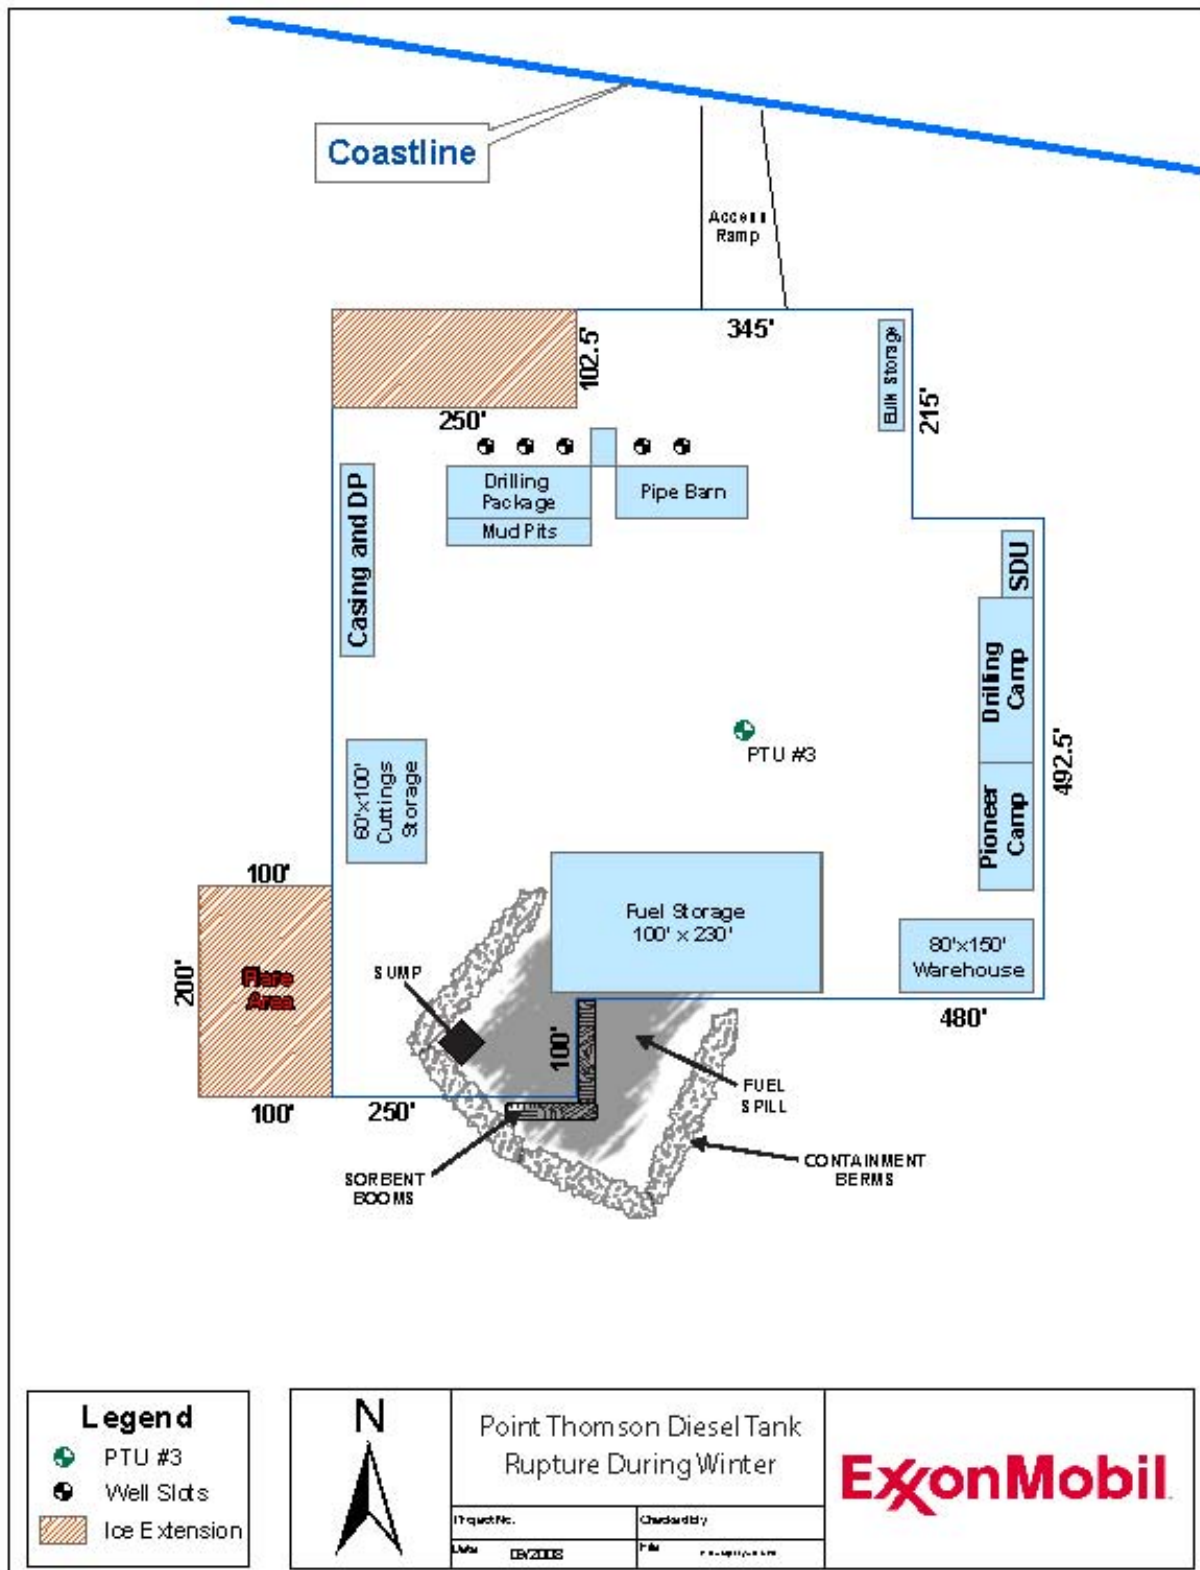 Coastline
Access
Ramp
345'
102.5'
250'
Bulk Storage
215'
Drilling
Package
Mud Pits
Pipe Barn
Casing and DP
SDU
Drilling
Camp
PTU #3
492.5'
60'x100'
Cuttings
Storage
Pioneer
Camp
100'
Fuel Storage
100' x 230'
80'x150'
Warehouse
200'
Flare
Area
SUMP
480'
100'
100'
250'
FUEL
SPILL
SORBENT
BOOMS
CONTAINMENT
BERMS
Legend
PTU #3
Well Slots
Ice Extension
N
Point Thomson Diesel Tank
Rupture During Winter
Project No.
Checked By
Date
09/2008
File
ExxonMobil